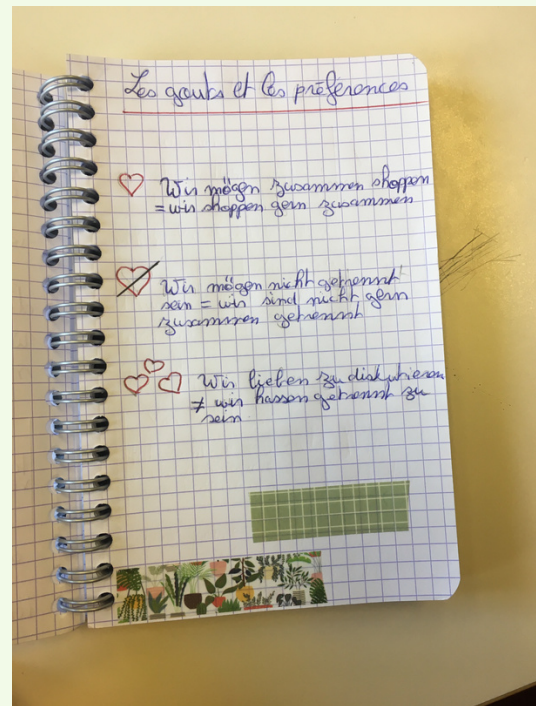 Les gouts et les préférences
Wir mögen zusammen shoppen
= wir shoppen gern zusammen
Wir mögen nicht getrennt
sein = wir sind nicht gern
zusammen getrennt
Wir lieben zu diskutieren
≠ wir hassen getrennt zu
sein